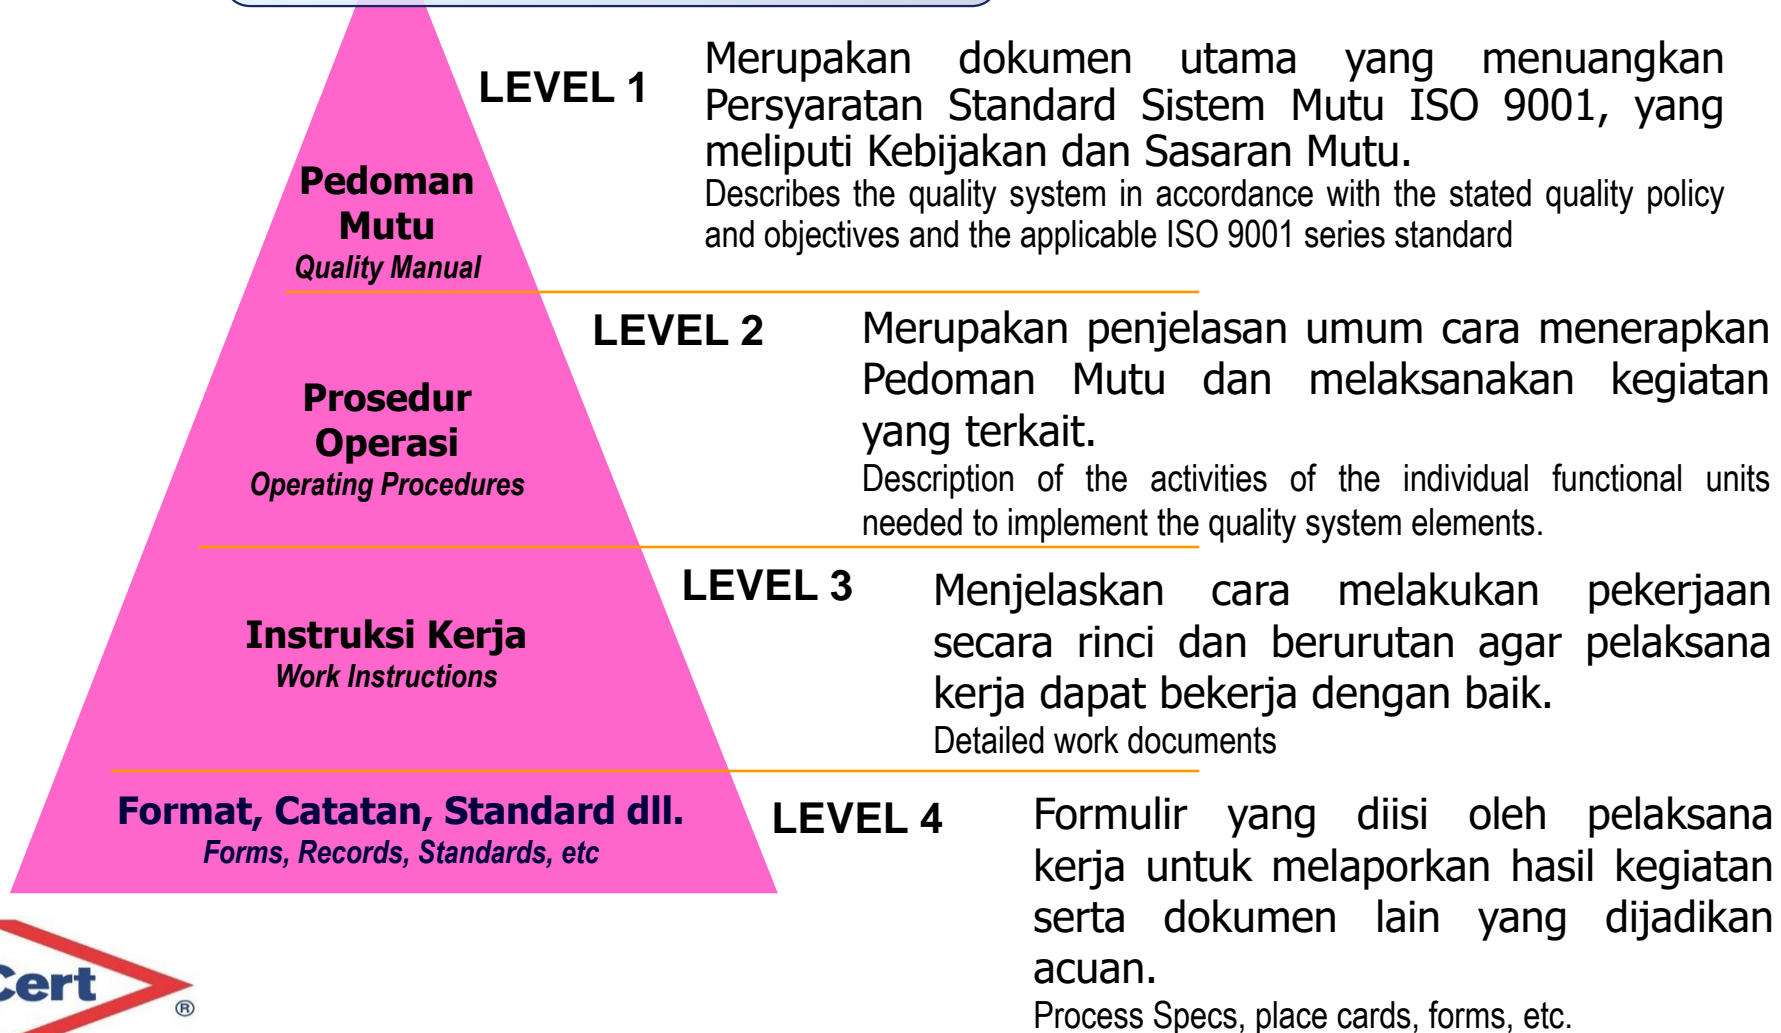 LEVEL 1
Merupakan dokumen utama yang menuangkan
Persyaratan Standard Sistem Mutu ISO 9001, yang
meliputi Kebijakan dan Sasaran Mutu.
Describes the quality system in accordance with the stated quality policy
and objectives and the applicable ISO 9001 series standard
Pedoman
Mutu
Quality Manual
LEVEL 2
Merupakan penjelasan umum cara menerapkan
Pedoman Mutu dan melaksanakan kegiatan
yang terkait.
Description of the activities of the individual functional units
needed to implement the quality system elements.
Prosedur
Operasi
Operating Procedures
LEVEL 3
Menjelaskan cara melakukan pekerjaan
secara rinci dan berurutan agar pelaksana
kerja dapat bekerja dengan baik.
Detailed work documents
Instruksi Kerja
Work Instructions
LEVEL 4
Formulir yang diisi oleh pelaksana
kerja untuk melaporkan hasil kegiatan
serta dokumen lain yang dijadikan
acuan.
Process Specs, place cards, forms, etc.
Format, Catatan, Standard dll.
Forms, Records, Standards, etc
Cert
®